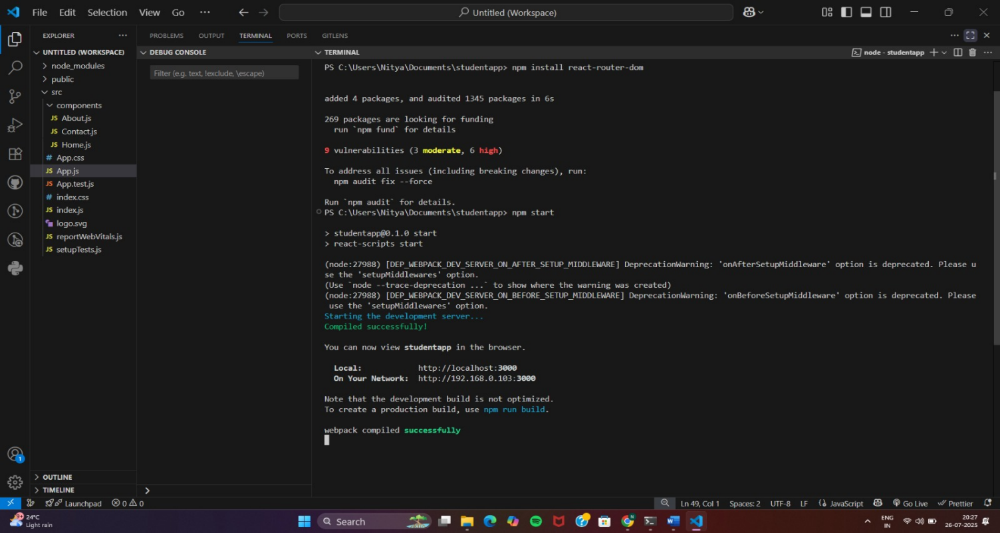 File Edit Selection View Go ···
Untitled (Workspace)
EXPLORER ···
UNTITLED (WORKSPACE)
node_modules
public
src
components
JS About.js
JS Contact.js
JS Home.js
# App.css
JS App.js
JS App.test.js
# index.css
JS index.js
logo.svg
JS reportWebVitals.js
JS setupTests.js
OUTLINE
TIMELINE
PROBLEMS OUTPUT TERMINAL PORTS GITLENS
DEBUG CONSOLE
Filter (e.g. text, !exclude, \escape)
TERMINAL
node - studentapp
PS C:\Users\Nitya\Documents\studentapp> npm install react-router-dom
added 4 packages, and audited 1345 packages in 6s
269 packages are looking for funding
run `npm fund` for details
9 vulnerabilities (3 moderate, 6 high)
To address all issues (including breaking changes), run:
npm audit fix --force
Run `npm audit` for details.
PS C:\Users\Nitya\Documents\studentapp> npm start
> studentapp@0.1.0 start
> react-scripts start
(node:27988) [DEP_WEBPACK_DEV_SERVER_ON_AFTER_SETUP_MIDDLEWARE] DeprecationWarning: 'onAfterSetupMiddleware' option is deprecated. Please u
se the 'setupMiddlewares' option.
(Use `node --trace-deprecation ...` to show where the warning was created)
(node:27988) [DEP_WEBPACK_DEV_SERVER_ON_BEFORE_SETUP_MIDDLEWARE] DeprecationWarning: 'onBeforeSetupMiddleware' option is deprecated. Please
use the 'setupMiddlewares' option.
Starting the development server...
Compiled successfully!
You can now view studentapp in the browser.
Local: http://localhost:3000
On Your Network: http://192.168.0.103:3000
Note that the development build is not optimized.
To create a production build, use npm run build.
webpack compiled successfully
1
Launchpad 0 0
Ln 49, Col 1 Spaces: 2 UTF-8 LF JavaScript Go Live Prettier
24°C
Light rain
Search
ENG
IN
20:27
26-07-2025